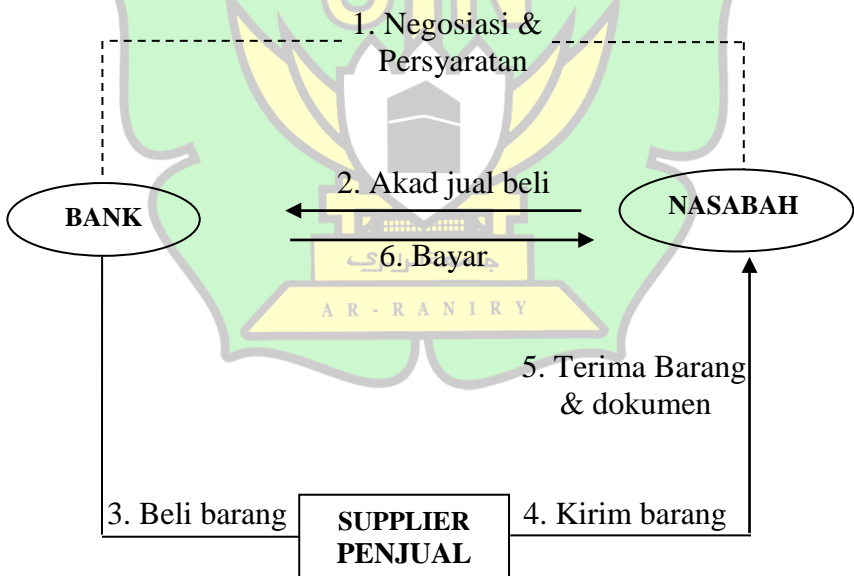 UIN
1. Negosiasi &
Persyaratan
2. Akad jual beli
BANK
NASABAH
6. Bayar
AR-RANIRY
5. Terima Barang
& dokumen
3. Beli barang
SUPPLIER
PENJUAL
4. Kirim barang